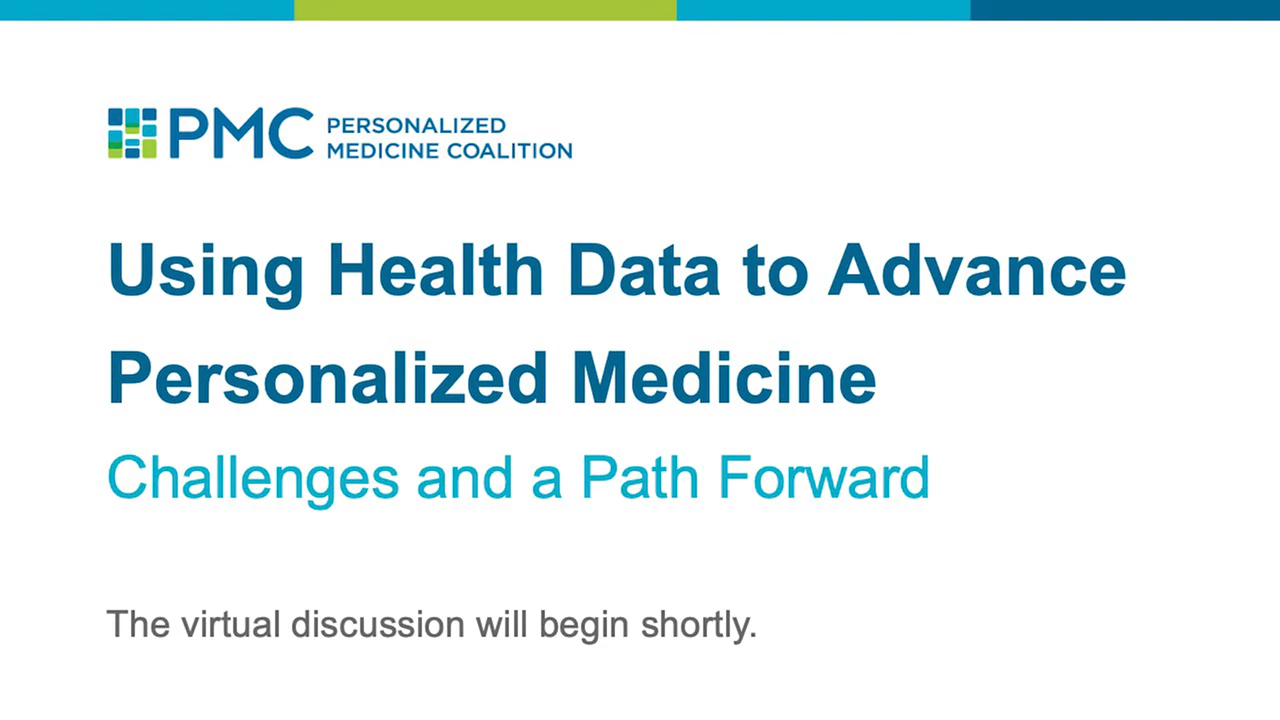 PMC PERSONALIZED
MEDICINE COALITION
Using Health Data to Advance
Personalized Medicine
Challenges and a Path Forward
The virtual discussion will begin shortly.